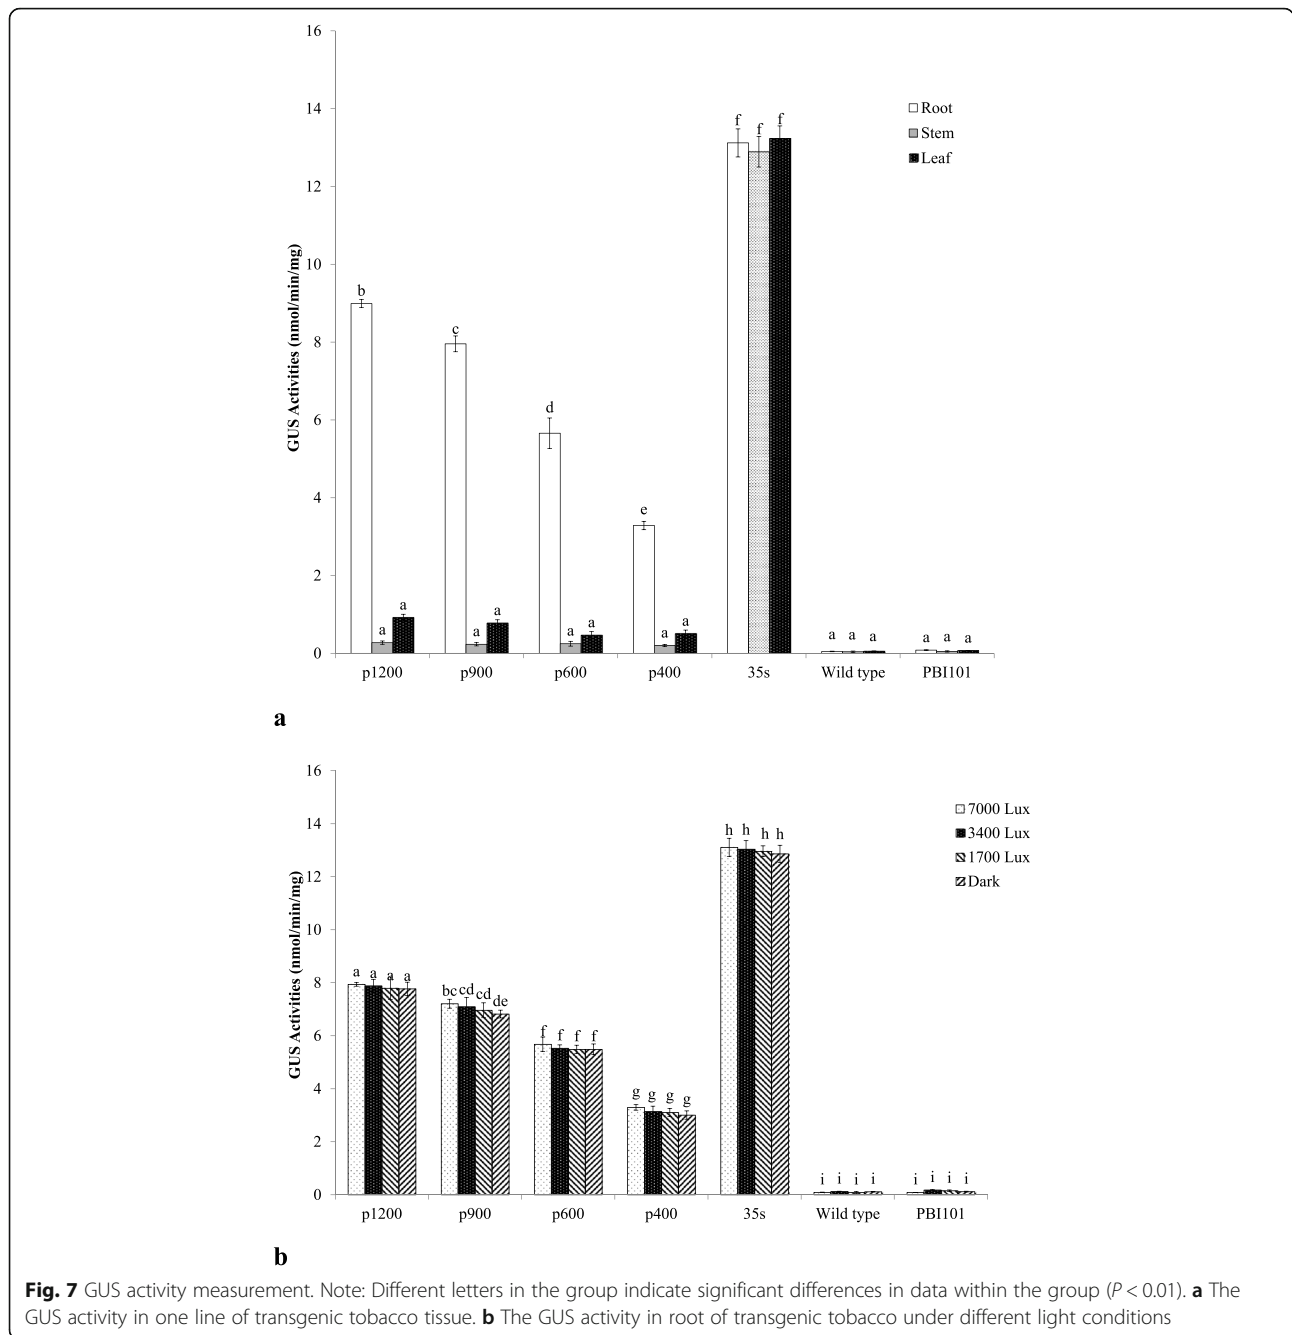 16
14
12
10
8
6
4
2
0
GUS Activities (nmol/min/mg)
Root
Stem
Leaf
b
a
a
c
a
a
d
a
a
e
a
a
f
f
f
a
a
a
a
a
a
p1200
p900
p600
p400
35s
Wild type
PBI101
a
16
14
12
10
8
6
4
2
0
GUS Activities (nmol/min/mg)
7000 Lux
3400 Lux
1700 Lux
Dark
a a a a
bc cd cd de
f f f f
g g g g
h h h h
i i i i
i i i i
p1200
p900
p600
p400
35s
Wild type
PBI101
b
Fig. 7 GUS activity measurement. Note: Different letters in the group indicate significant differences in data within the group (P < 0.01). a The
GUS activity in one line of transgenic tobacco tissue. b The GUS activity in root of transgenic tobacco under different light conditions